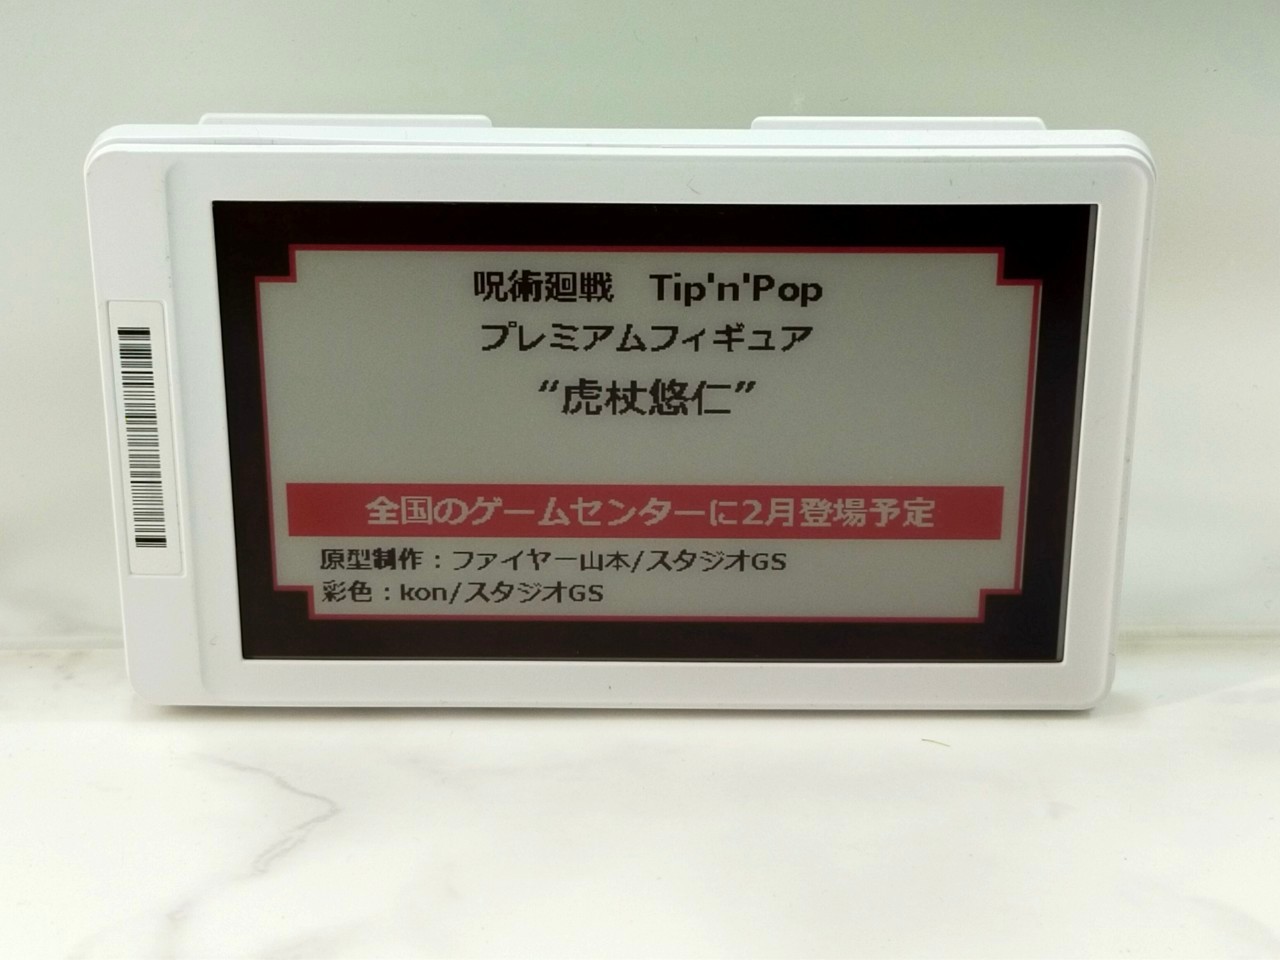 呪術廻戦　Tip'n'Pop
プレミアムフィギュア
“虎杖悠仁”
全国のゲームセンターに2月登場予定
原型制作：ファイヤー山本/スタジオGS
彩色：kon/スタジオGS